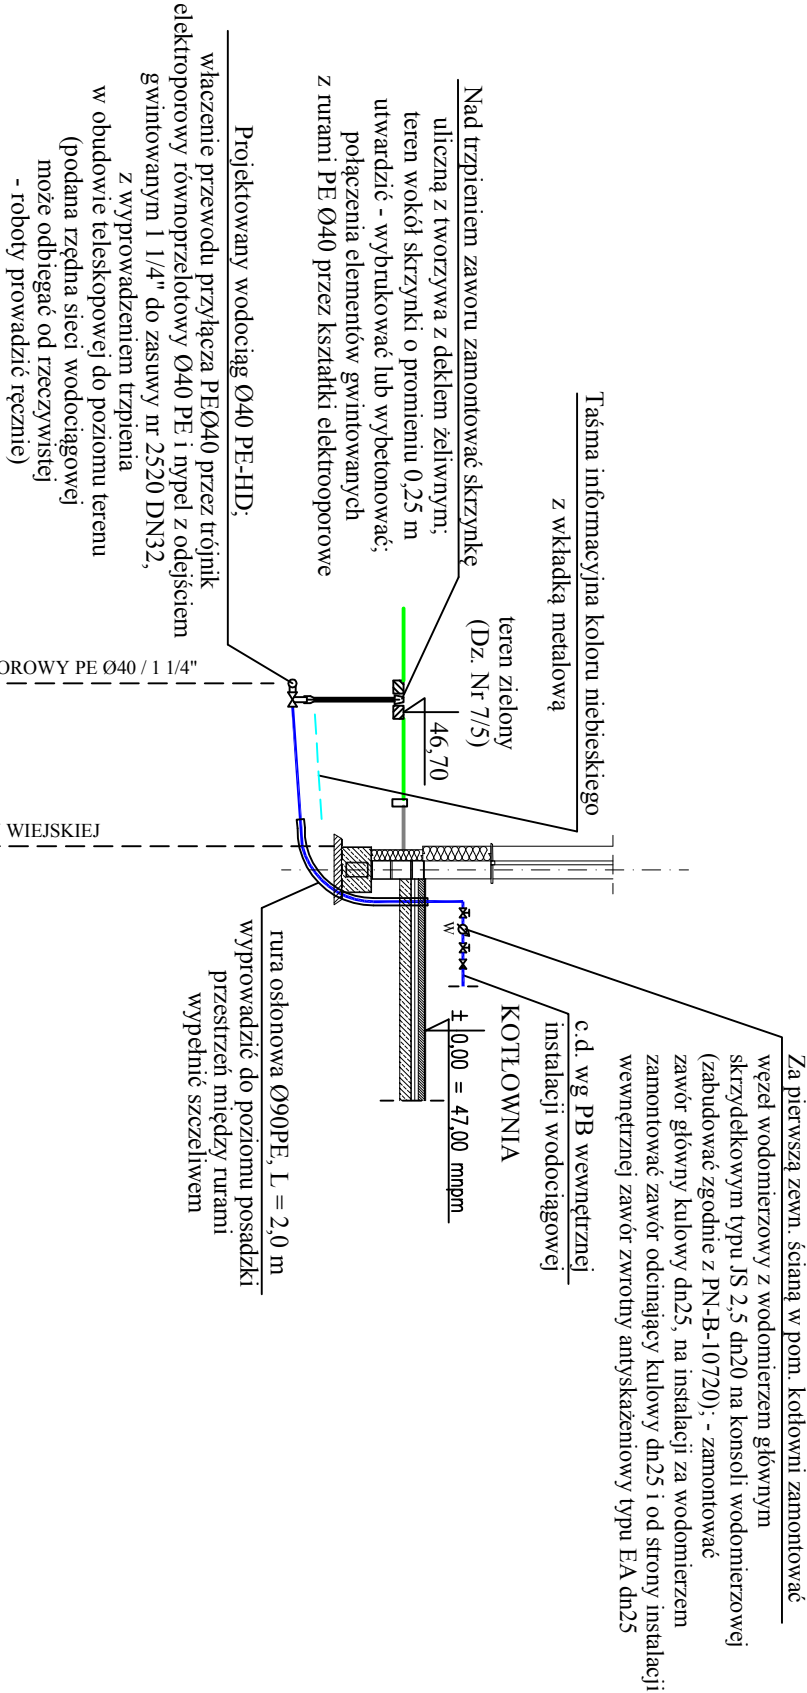 Za pierwszą zewn. ścianą w pom. kotłowni zamontować
węzeł wodomierzowy z wodomierzem głównym
skrzydełkowym typu JS 2,5 dn20 na konsoli wodomierzowej
(zabudować zgodnie z PN-B-10720); - zamontować
zawór główny kulowy dn25, na instalacji za wodomierzem
zamontować zawór odcinający kulowy dn25 i od strony instalacji
wewnętrznej zawór zwrotny antyskażeniowy typu EA dn25
Taśma informacyjna koloru niebieskiego
z wkładką metalową
Nad trzpieniem zaworu zamontować skrzynkę
uliczną z tworzywa z deklem żeliwnym;
teren wokół skrzynki o promieniu 0,25 m
utwardzić - wybrukować lub wybetonować;
połączenia elementów gwintowanych
z rurami PE Ø40 przez kształtki elektrooporowe
teren zielony
(Dz. Nr 7/5)
46,70
c.d. wg PB wewnętrznej
instalacji wodociągowej
W
KOTŁOWNIA
± 0,00 = 47,00 mnpm
Projektowany wodociąg Ø40 PE-HD;
włączenie przewodu przyłącza PEØ40 przez trójnik
elektroporowy równoprzelotowy Ø40 PE i nypel z odejściem
gwintowanym 1 1/4" do zasuwy nr 2520 DN32,
z wyprowadzeniem trzpienia
w obudowie teleskopowej do poziomu terenu
(podana rzędna sieci wodociągowej
może odbiegać od rzeczywistej
- roboty prowadzić ręcznie)
rura osłonowa Ø90PE, L = 2,0 m
wyprowadzić do poziomu posadzki
przestrzeń między rurami
wypełnić szczeliwem
OROWY PE Ø40 / 1 1/4"
WIEJSKIEJ